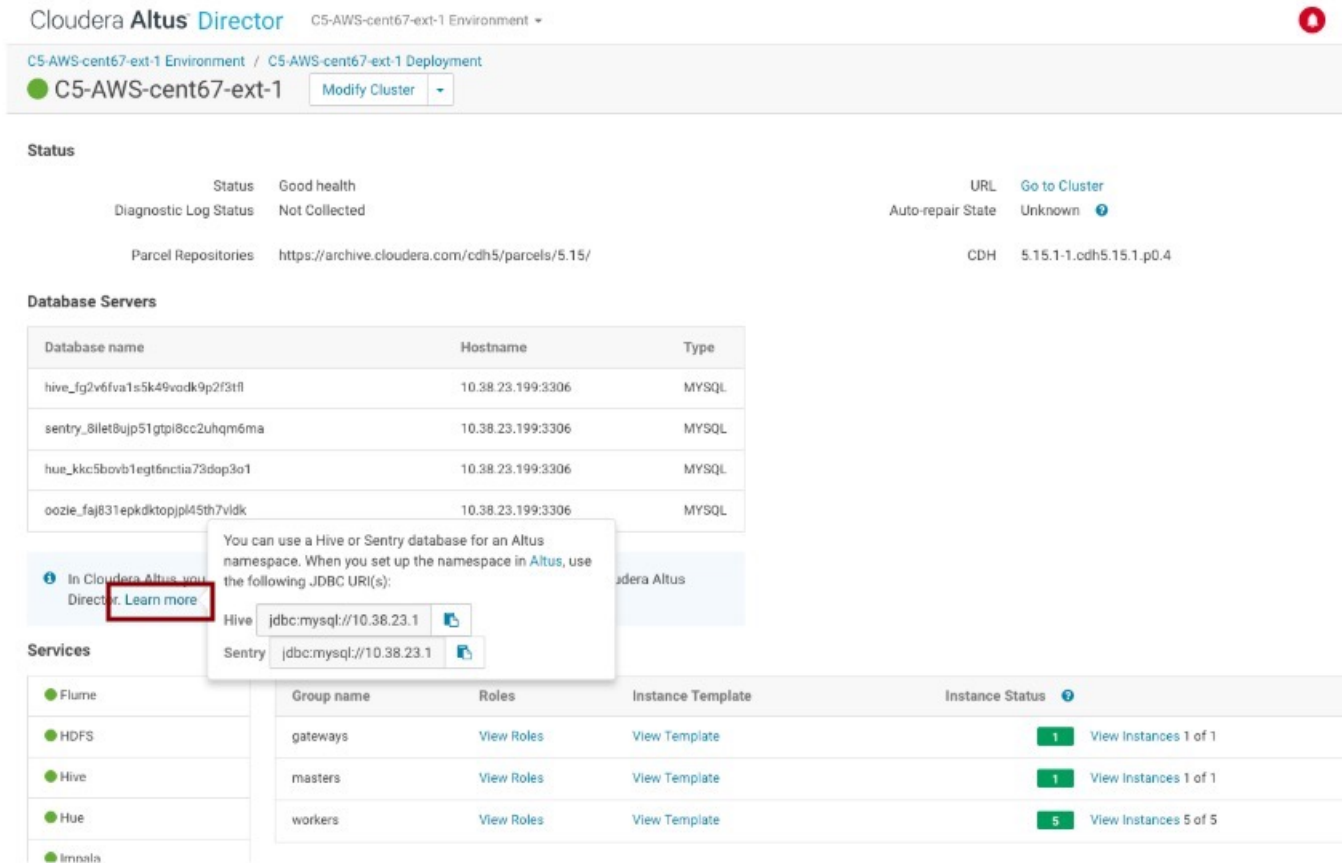 Cloudera Altus Director C5-AWS-cent67-ext-1 Environment
C5-AWS-cent67-ext-1 Environment / C5-AWS-cent67-ext-1 Deployment
C5-AWS-cent67-ext-1 Modify Cluster
Status
Status Good health URL Go to Cluster
Diagnostic Log Status Not Collected Auto-repair State Unknown
Parcel Repositories https://archive.cloudera.com/cdh5/parcels/5.15/ CDH 5.15.1-1.cdh5.15.1.p0.4
Database Servers
Database name Hostname Type
hive_fg2v6fva1s5k49vodk9p2f3tfl 10.38.23.199:3306 MYSQL
sentry_8ilet8ujp51gtpi8cc2uhqm6ma 10.38.23.199:3306 MYSQL
hue_kkc5bovb1egt6nctia73dop3o1 10.38.23.199:3306 MYSQL
oozie_faj831epkdktopjpl45th7vldk 10.38.23.199:3306 MYSQL
You can use a Hive or Sentry database for an Altus
namespace. When you set up the namespace in Altus, use
the following JDBC URI(s):
Hive jdbc:mysql://10.38.23.1
Sentry jdbc:mysql://10.38.23.1
In Cloudera Altus, you udera Altus
Director. Learn more
Services
Flume
HDFS
Hive
Hue
Impala
Group name Roles Instance Template Instance Status
gateways View Roles View Template 1 View Instances 1 of 1
masters View Roles View Template 1 View Instances 1 of 1
workers View Roles View Template 5 View Instances 5 of 5